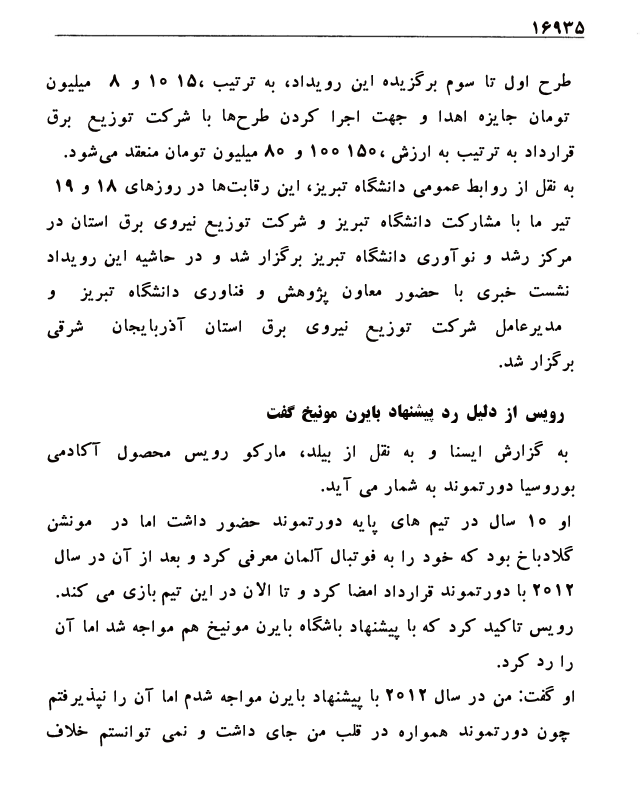 ۱۶۹۳۵
طرح اول تا سوم برگزیده این رویداد، به ترتیب ،۱۵ ۱۰ و ۸ میلیون
تومان جایزه اهدا و جهت اجرا کردن طرح‌ها با شرکت توزیع برق
قرارداد به ترتیب به ارزش ،۱۵۰ ۱۰۰ و ۸۰ میلیون تومان منعقد می‌شود.
به نقل از روابط عمومی دانشگاه تبریز، این رقابت‌ها در روزهای ۱۸ و ۱۹
تیر ما با مشارکت دانشگاه تبریز و شرکت توزیع نیروی برق استان در
مرکز رشد و نوآوری دانشگاه تبریز برگزار شد و در حاشیه این رویداد
نشست خبری با حضور معاون پژوهش و فناوری دانشگاه تبریز و
مدیرعامل شرکت توزیع نیروی برق استان آذربایجان شرقی
برگزار شد.
رویس از دلیل رد پیشنهاد بایرن مونیخ گفت
به گزارش ایسنا و به نقل از بیلد، مارکو رویس محصول آکادمی
بوروسیا دورتموند به شمار می آید.
او ۱۰ سال در تیم های پایه دورتموند حضور داشت اما در مونشن
گلادباخ بود که خود را به فوتبال آلمان معرفی کرد و بعد از آن در سال
۲۰۱۲ با دورتموند قرارداد امضا کرد و تا الان در این تیم بازی می کند.
رویس تاکید کرد که با پیشنهاد باشگاه بایرن مونیخ هم مواجه شد اما آن
را رد کرد.
او گفت: من در سال ۲۰۱۲ با پیشنهاد بایرن مواجه شدم اما آن را نپذیرفتم
چون دورتموند همواره در قلب من جای داشت و نمی توانستم خلاف